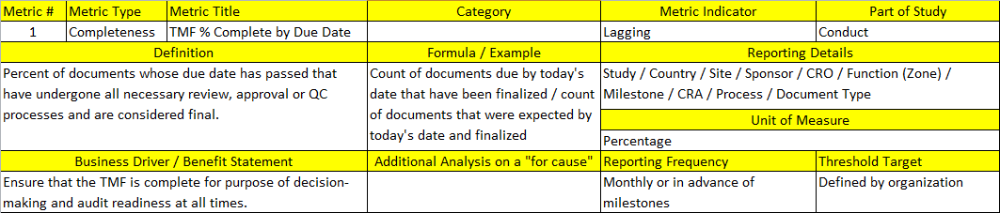 Metric # Metric Type Metric Title Category Metric Indicator Part of Study
1 Completeness TMF % Complete by Due Date Lagging Conduct
Definition Formula / Example Reporting Details
Percent of documents whose due date has passed that
have undergone all necessary review, approval or QC
processes and are considered final.
Count of documents due by today's
date that have been finalized / count
of documents that were expected by
today's date and finalized
Study / Country / Site / Sponsor / CRO / Function (Zone) /
Milestone / CRA / Process / Document Type
Unit of Measure
Percentage
Business Driver / Benefit Statement Additional Analysis on a "for cause" Reporting Frequency Threshold Target
Ensure that the TMF is complete for purpose of decision-
making and audit readiness at all times.
Monthly or in advance of
milestones
Defined by organization